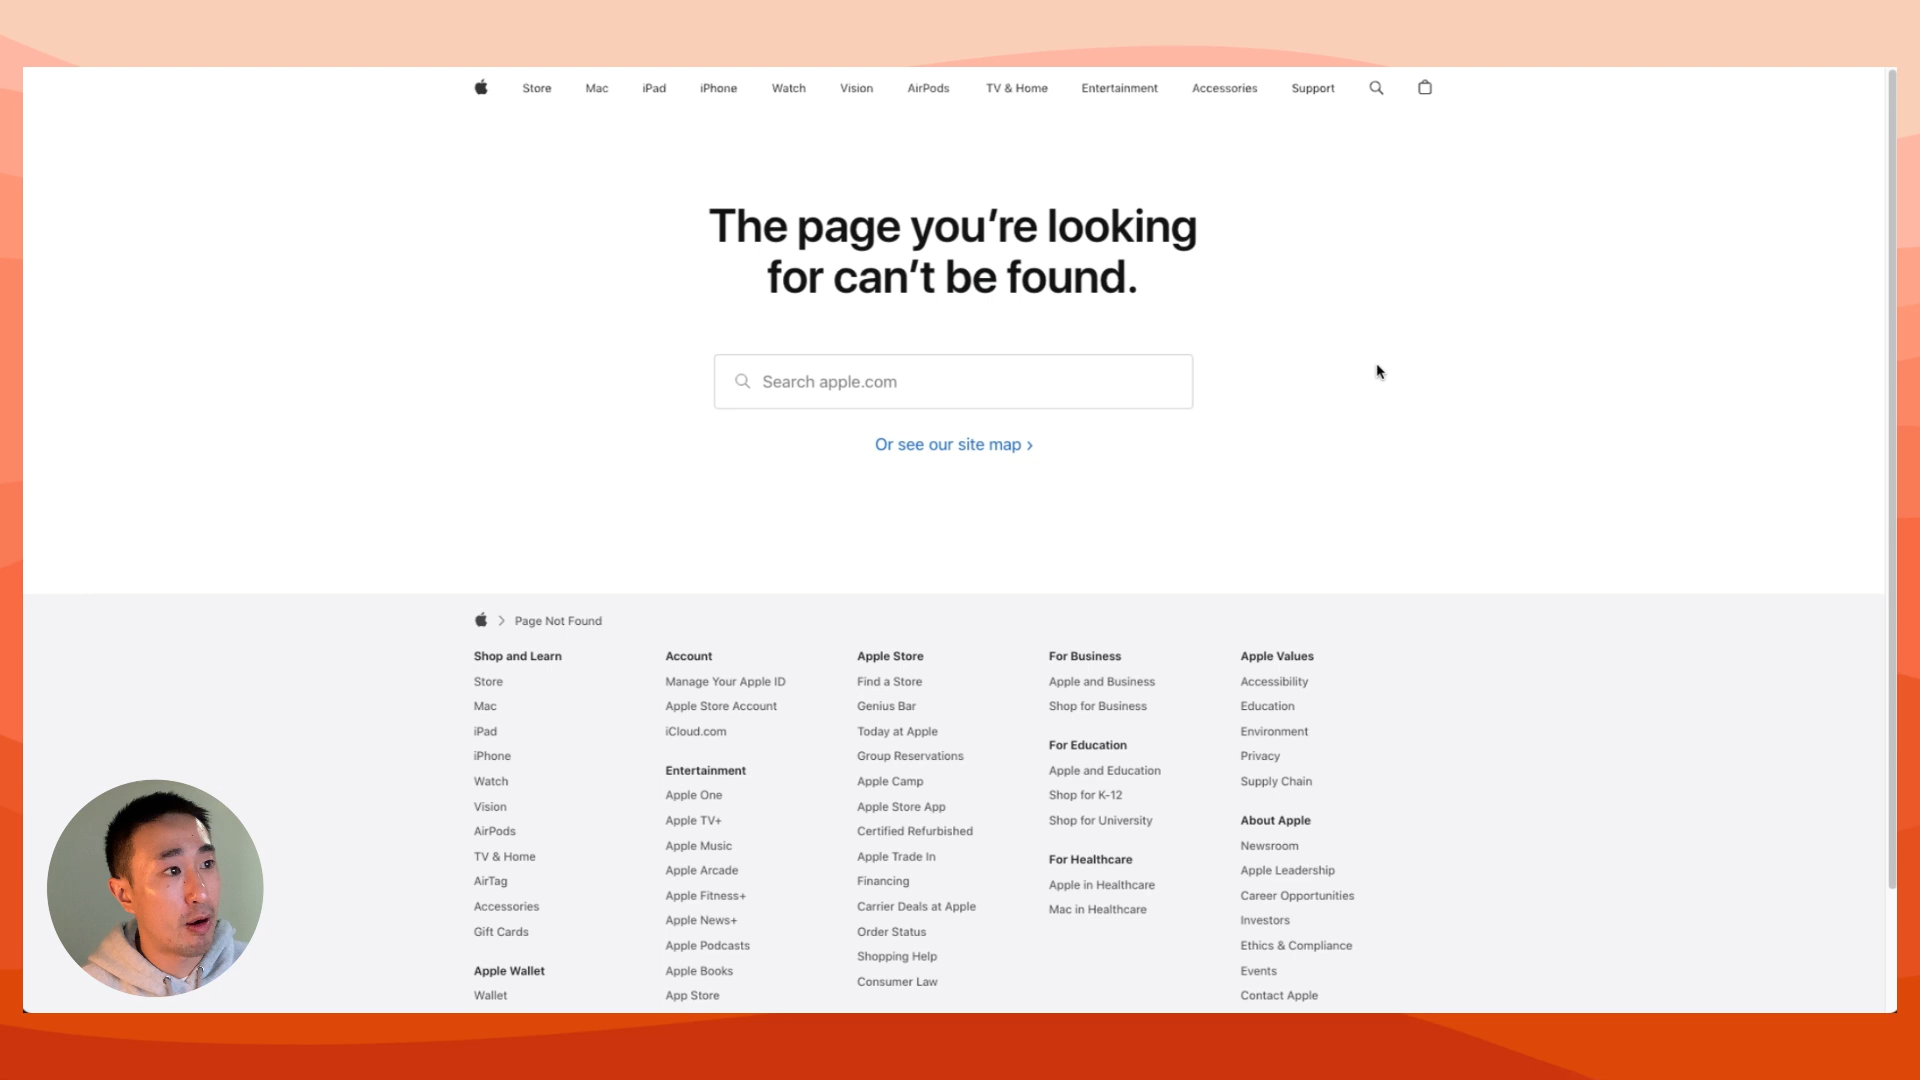 Store
Mac
iPad
iPhone
Watch
Vision
AirPods
TV & Home
Entertainment
Accessories
Support
The page you’re looking
for can’t be found.
Search apple.com
Or see our site map ›
Page Not Found
Shop and Learn
Store
Mac
iPad
iPhone
Watch
Vision
AirPods
TV & Home
AirTag
Accessories
Gift Cards
Apple Wallet
Wallet
Account
Manage Your Apple ID
Apple Store Account
iCloud.com
Entertainment
Apple One
Apple TV+
Apple Music
Apple Arcade
Apple Fitness+
Apple News+
Apple Podcasts
Apple Books
App Store
Apple Store
Find a Store
Genius Bar
Today at Apple
Group Reservations
Apple Camp
Apple Store App
Certified Refurbished
Apple Trade In
Financing
Carrier Deals at Apple
Order Status
Shopping Help
Consumer Law
For Business
Apple and Business
Shop for Business
For Education
Apple and Education
Shop for K-12
Shop for University
For Healthcare
Apple in Healthcare
Mac in Healthcare
Apple Values
Accessibility
Education
Environment
Privacy
Supply Chain
About Apple
Newsroom
Apple Leadership
Career Opportunities
Investors
Ethics & Compliance
Events
Contact Apple